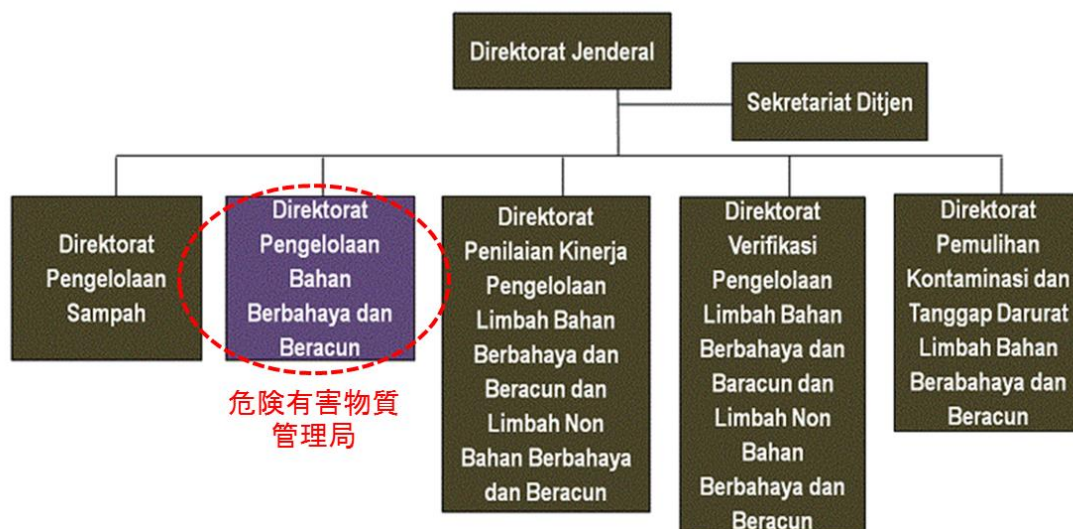 Direktorat Jenderal
Sekretariat Ditjen
Direktorat
Pengelolaan
Sampah
Direktorat
Pengelolaan
Bahan
Berbahaya dan
Beracun
危険有害物質
管理局
Direktorat
Penilaian Kinerja
Pengelolaan
Limbah Bahan
Berbahaya dan
Beracun dan
Limbah Non
Bahan Berbahaya
dan Beracun
Direktorat
Verifikasi
Pengelolaan
Limbah Bahan
Berbahaya dan
Baracun dan
Limbah Non
Bahan
Berbahaya dan
Beracun
Direktorat
Pemulihan
Kontaminasi dan
Tanggap Darurat
Limbah Bahan
Berabahaya dan
Beracun